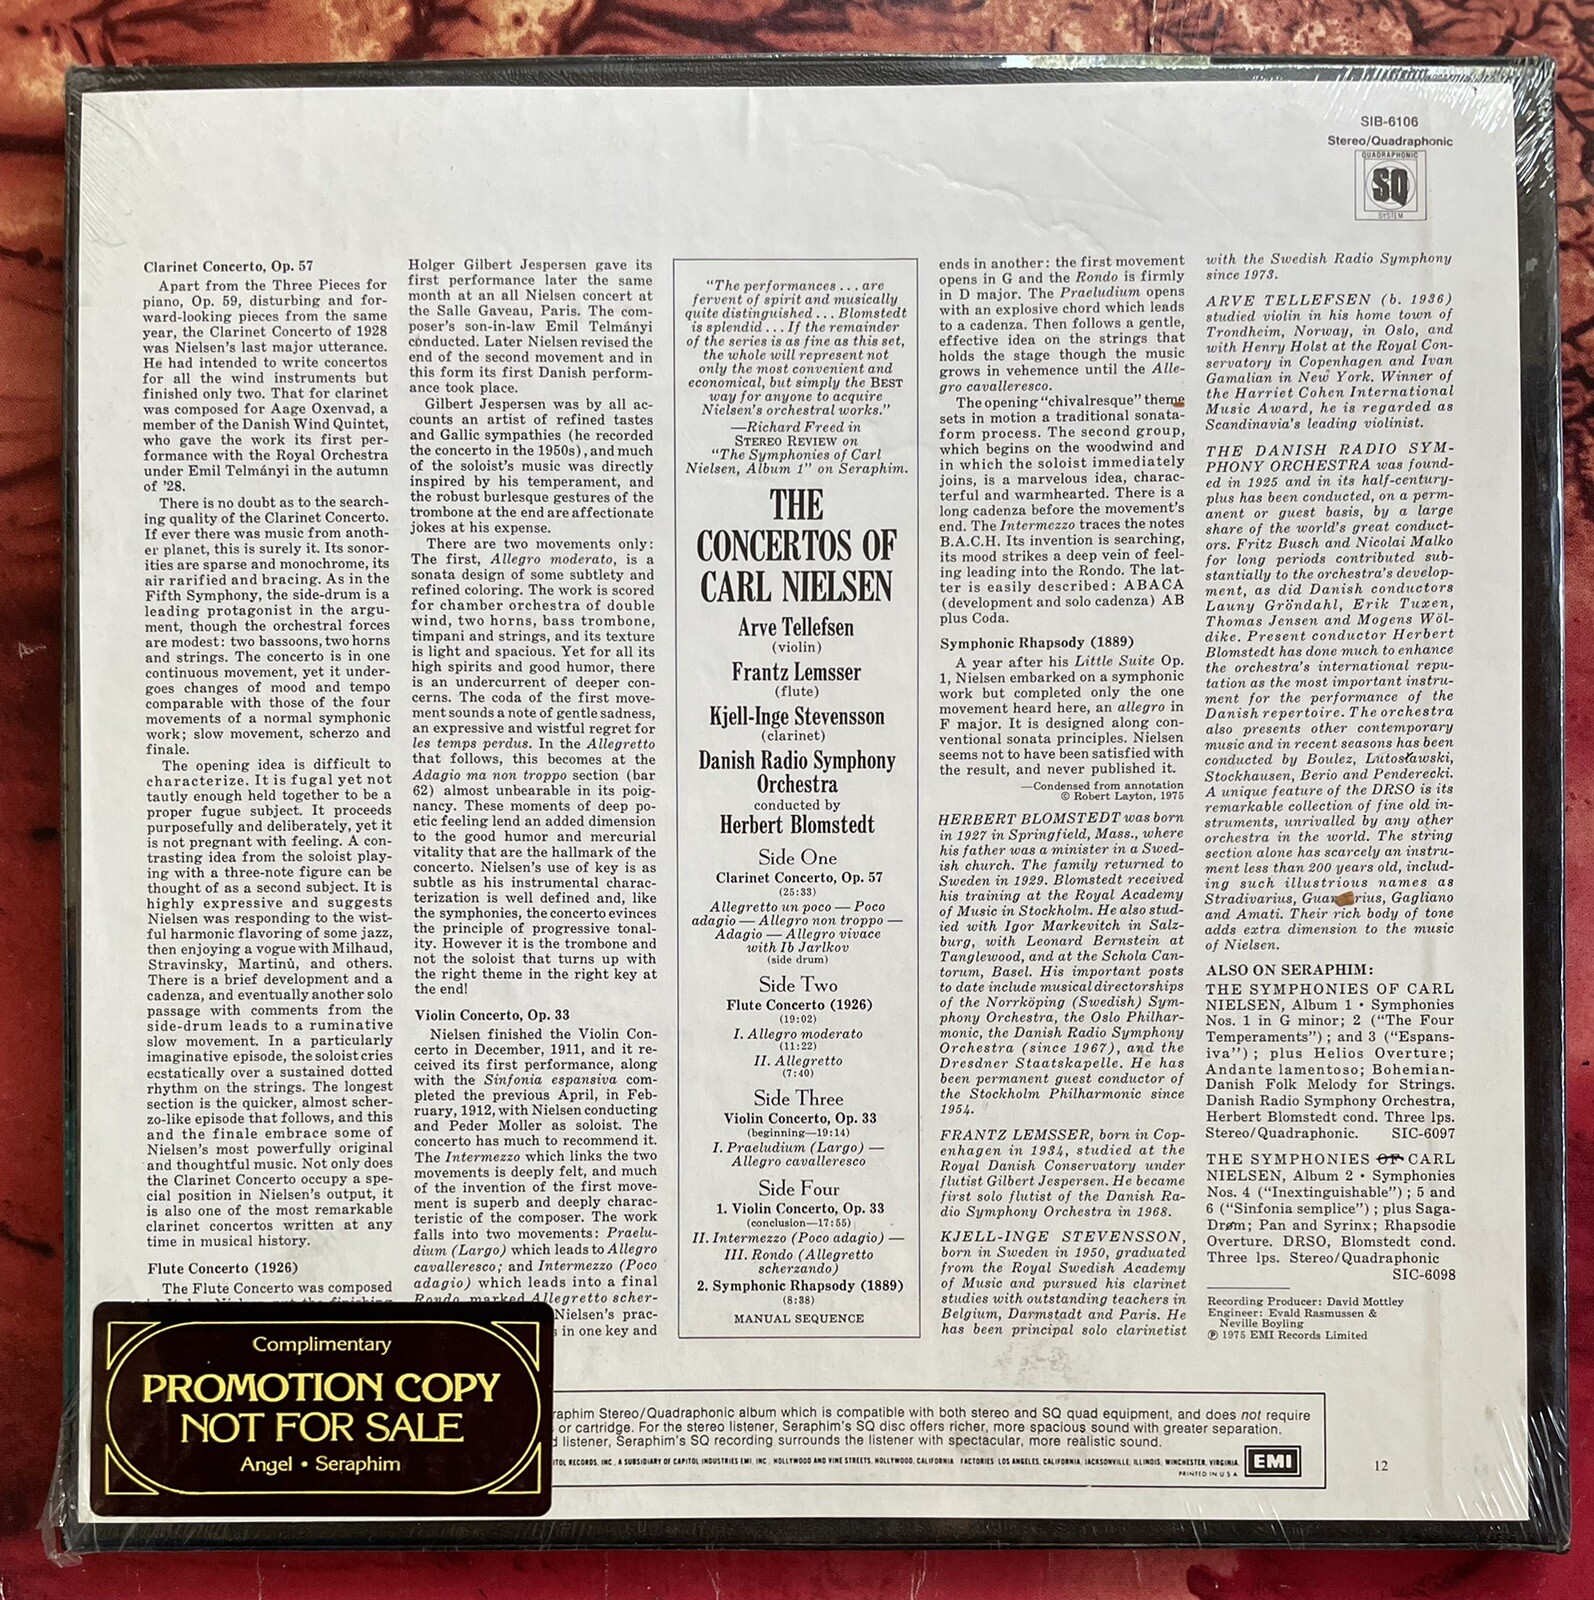 SIB-6106
Stereo/Quadraphonic
QUADRAPHONIC
SQ
SYSTEM
Clarinet Concerto, Op. 57
Apart from the Three Pieces for
piano, Op. 59, disturbing and for-
ward-looking pieces from the same
year, the Clarinet Concerto of 1928
was Nielsen's last major utterance.
He had intended to write concertos
for all the wind instruments but
finished only two. That for clarinet
was composed for Aage Oxenvad, a
member of the Danish Wind Quintet,
who gave the work its first per-
formance with the Royal Orchestra
under Emil Telmányi in the autumn
of '28.
There is no doubt as to the search-
ing quality of the Clarinet Concerto.
If ever there was music from anoth-
er planet, this is surely it. Its sonor-
ities are sparse and monochrome, its
air rarified and bracing. As in the
Fifth Symphony, the side-drum is a
leading protagonist in the argu-
ment, though the orchestral forces
are modest: two bassoons, two horns
and strings. The concerto is in one
continuous movement, yet it under-
goes changes of mood and tempo
comparable with those of the four
movements of a normal symphonic
work; slow movement, scherzo and
finale.
The opening idea is difficult to
characterize. It is fugal yet not
tautly enough held together to be a
proper fugue subject. It proceeds
purposefully and deliberately, yet it
is not pregnant with feeling. A con-
trasting idea from the soloist play-
ing with a three-note figure can be
thought of as a second subject. It is
highly expressive and suggests
Nielsen was responding to the wist-
ful harmonic flavoring of some jazz,
then enjoying a vogue with Milhaud,
Stravinsky, Martinů, and others.
There is a brief development and a
cadenza, and eventually another solo
passage with comments from the
side-drum leads to a ruminative
slow movement. In a particularly
imaginative episode, the soloist cries
ecstatically over a sustained dotted
rhythm on the strings. The longest
section is the quicker, almost scher-
zo-like episode that follows, and this
and the finale embrace some of
Nielsen's most powerfully original
and thoughtful music. Not only does
the Clarinet Concerto occupy a spe-
cial position in Nielsen's output, it
is also one of the most remarkable
clarinet concertos written at any
time in musical history.
Flute Concerto (1926)
The Flute Concerto was composed
Holger Gilbert Jespersen gave its
first performance later the same
month at an all Nielsen concert at
the Salle Gaveau, Paris. The com-
poser's son-in-law Emil Telmányi
conducted. Later Nielsen revised the
end of the second movement and in
this form its first Danish perform-
ance took place.
Gilbert Jespersen was by all ac-
counts an artist of refined tastes
and Gallic sympathies (he recorded
the concerto in the 1950s), and much
of the soloist's music was directly
inspired by his temperament, and
the robust burlesque gestures of the
trombone at the end are affectionate
jokes at his expense.
There are two movements only:
The first, Allegro moderato, is a
sonata design of some subtlety and
refined coloring. The work is scored
for chamber orchestra of double
wind, two horns, bass trombone,
timpani and strings, and its texture
is light and spacious. Yet for all its
high spirits and good humor, there
is an undercurrent of deeper con-
cerns. The coda of the first move-
ment sounds a note of gentle sadness,
an expressive and wistful regret for
les temps perdus. In the Allegretto
that follows, this becomes at the
Adagio ma non troppo section (bar
62) almost unbearable in its poig-
nancy. These moments of deep po-
etic feeling lend an added dimension
to the good humor and mercurial
vitality that are the hallmark of the
concerto. Nielsen's use of key is as
subtle as his instrumental charac-
terization is well defined and, like
the symphonies, the concerto evinces
the principle of progressive tonal-
ity. However it is the trombone and
not the soloist that turns up with
the right theme in the right key at
the end!
Violin Concerto, Op. 33
Nielsen finished the Violin Con-
certo in December, 1911, and it re-
ceived its first performance, along
with the Sinfonia espansiva com-
pleted the previous April, in Feb-
ruary, 1912, with Nielsen conducting
and Peder Moller as soloist. The
concerto has much to recommend it.
The Intermezzo which links the two
movements is deeply felt, and much
of the invention of the first move-
ment is superb and deeply charac-
teristic of the composer. The work
falls into two movements: Praelu-
dium (Largo) which leads to Allegro
cavalleresco; and Intermezzo (Poco
adagio) which leads into a final
Rondo, marked Allegretto scher-
Nielsen's prac-
in one key and
"The performances . . . are
fervent of spirit and musically
quite distinguished . . . Blomstedt
is splendid . . . If the remainder
of the series is as fine as this set,
the whole will represent not
only the most convenient and
economical, but simply the BEST
way for anyone to acquire
Nielsen's orchestral works."
—Richard Freed in
STEREO REVIEW on
"The Symphonies of Carl
Nielsen, Album 1" on Seraphim.
THE
CONCERTOS OF
CARL NIELSEN
Arve Tellefsen
(violin)
Frantz Lemsser
(flute)
Kjell-Inge Stevensson
(clarinet)
Danish Radio Symphony
Orchestra
conducted by
Herbert Blomstedt
Side One
Clarinet Concerto, Op. 57
(25:33)
Allegretto un poco — Poco
adagio — Allegro non troppo —
Adagio — Allegro vivace
with Ib Jarlkov
(side drum)
Side Two
Flute Concerto (1926)
(19:02)
I. Allegro moderato
(11:22)
II. Allegretto
(7:40)
Side Three
Violin Concerto, Op. 33
(beginning—19:14)
I. Praeludium (Largo) —
Allegro cavalleresco
Side Four
1. Violin Concerto, Op. 33
(conclusion—17:55)
II. Intermezzo (Poco adagio) —
III. Rondo (Allegretto
scherzando)
2. Symphonic Rhapsody (1889)
(8:38)
MANUAL SEQUENCE
ends in another: the first movement
opens in G and the Rondo is firmly
in D major. The Praeludium opens
with an explosive chord which leads
to a cadenza. Then follows a gentle,
effective idea on the strings that
holds the stage though the music
grows in vehemence until the Alle-
gro cavalleresco.
The opening "chivalresque" theme
sets in motion a traditional sonata-
form process. The second group,
which begins on the woodwind and
in which the soloist immediately
joins, is a marvelous idea, charac-
terful and warmhearted. There is a
long cadenza before the movement's
end. The Intermezzo traces the notes
B.A.C.H. Its invention is searching,
its mood strikes a deep vein of feel-
ing leading into the Rondo. The lat-
ter is easily described: ABACA
(development and solo cadenza) AB
plus Coda.
Symphonic Rhapsody (1889)
A year after his Little Suite Op.
1, Nielsen embarked on a symphonic
work but completed only the one
movement heard here, an allegro in
F major. It is designed along con-
ventional sonata principles. Nielsen
seems not to have been satisfied with
the result, and never published it.
—Condensed from annotation
© Robert Layton, 1975
HERBERT BLOMSTEDT was born
in 1927 in Springfield, Mass., where
his father was a minister in a Swed-
ish church. The family returned to
Sweden in 1929. Blomstedt received
his training at the Royal Academy
of Music in Stockholm. He also stud-
ied with Igor Markevitch in Salz-
burg, with Leonard Bernstein at
Tanglewood, and at the Schola Can-
torum, Basel. His important posts
to date include musical directorships
of the Norrköping (Swedish) Sym-
phony Orchestra, the Oslo Philhar-
monic, the Danish Radio Symphony
Orchestra (since 1967), and the
Dresdner Staatskapelle. He has
been permanent guest conductor of
the Stockholm Philharmonic since
1954.
FRANTZ LEMSSER, born in Cop-
enhagen in 1934, studied at the
Royal Danish Conservatory under
flutist Gilbert Jespersen. He became
first solo flutist of the Danish Ra-
dio Symphony Orchestra in 1968.
KJELL-INGE STEVENSSON,
born in Sweden in 1950, graduated
from the Royal Swedish Academy
of Music and pursued his clarinet
studies with outstanding teachers in
Belgium, Darmstadt and Paris. He
has been principal solo clarinetist
with the Swedish Radio Symphony
since 1973.
ARVE TELLEFSEN (b. 1936)
studied violin in his home town of
Trondheim, Norway, in Oslo, and
with Henry Holst at the Royal Con-
servatory in Copenhagen and Ivan
Gamalian in New York. Winner of
the Harriet Cohen International
Music Award, he is regarded as
Scandinavia's leading violinist.
THE DANISH RADIO SYM-
PHONY ORCHESTRA was found-
ed in 1925 and in its half-century-
plus has been conducted, on a perm-
anent or guest basis, by a large
share of the world's great conduct-
ors. Fritz Busch and Nicolai Malko
for long periods contributed sub-
stantially to the orchestra's develop-
ment, as did Danish conductors
Launy Gröndahl, Erik Tuxen,
Thomas Jensen and Mogens Wöl-
dike. Present conductor Herbert
Blomstedt has done much to enhance
the orchestra's international repu-
tation as the most important instru-
ment for the performance of the
Danish repertoire. The orchestra
also presents other contemporary
music and in recent seasons has been
conducted by Boulez, Lutosławski,
Stockhausen, Berio and Penderecki.
A unique feature of the DRSO is its
remarkable collection of fine old in-
struments, unrivalled by any other
orchestra in the world. The string
section alone has scarcely an instru-
ment less than 200 years old, includ-
ing such illustrious names as
Stradivarius, Gagliano
and Amati. Their rich body of tone
adds extra dimension to the music
of Nielsen.
ALSO ON SERAPHIM:
THE SYMPHONIES OF CARL
NIELSEN, Album 1 • Symphonies
Nos. 1 in G minor; 2 ("The Four
Temperaments"); and 3 ("Espans-
iva"); plus Helios Overture;
Andante lamentoso; Bohemian-
Danish Folk Melody for Strings.
Danish Radio Symphony Orchestra,
Herbert Blomstedt cond. Three lps.
Stereo/Quadraphonic. SIC-6097
THE SYMPHONIES OF CARL
NIELSEN, Album 2 • Symphonies
Nos. 4 ("Inextinguishable"); 5 and
6 ("Sinfonia semplice"); plus Saga-
Drøm; Pan and Syrinx; Rhapsodie
Overture. DRSO, Blomstedt cond.
Three lps. Stereo/Quadraphonic
SIC-6098
Recording Producer: David Mottley
Engineer: Evald Rasmussen &
Neville Boyling
℗ 1975 EMI Records Limited
Complimentary
PROMOTION COPY
NOT FOR SALE
Angel • Seraphim
raphim Stereo/Quadraphonic album which is compatible with both stereo and SQ quad equipment, and does not require
or cartridge. For the stereo listener, Seraphim's SQ disc offers richer, more spacious sound with greater separation.
listener, Seraphim's SQ recording surrounds the listener with spectacular, more realistic sound.
ITOL RECORDS, INC., A SUBSIDIARY OF CAPITOL INDUSTRIES EMI, INC., HOLLYWOOD AND VINE STREETS, HOLLYWOOD, CALIFORNIA. FACTORIES: LOS ANGELES, CALIFORNIA, JACKSONVILLE, ILLINOIS, WINCHESTER, VIRGINIA.
PRINTED IN U S A
EMI
12